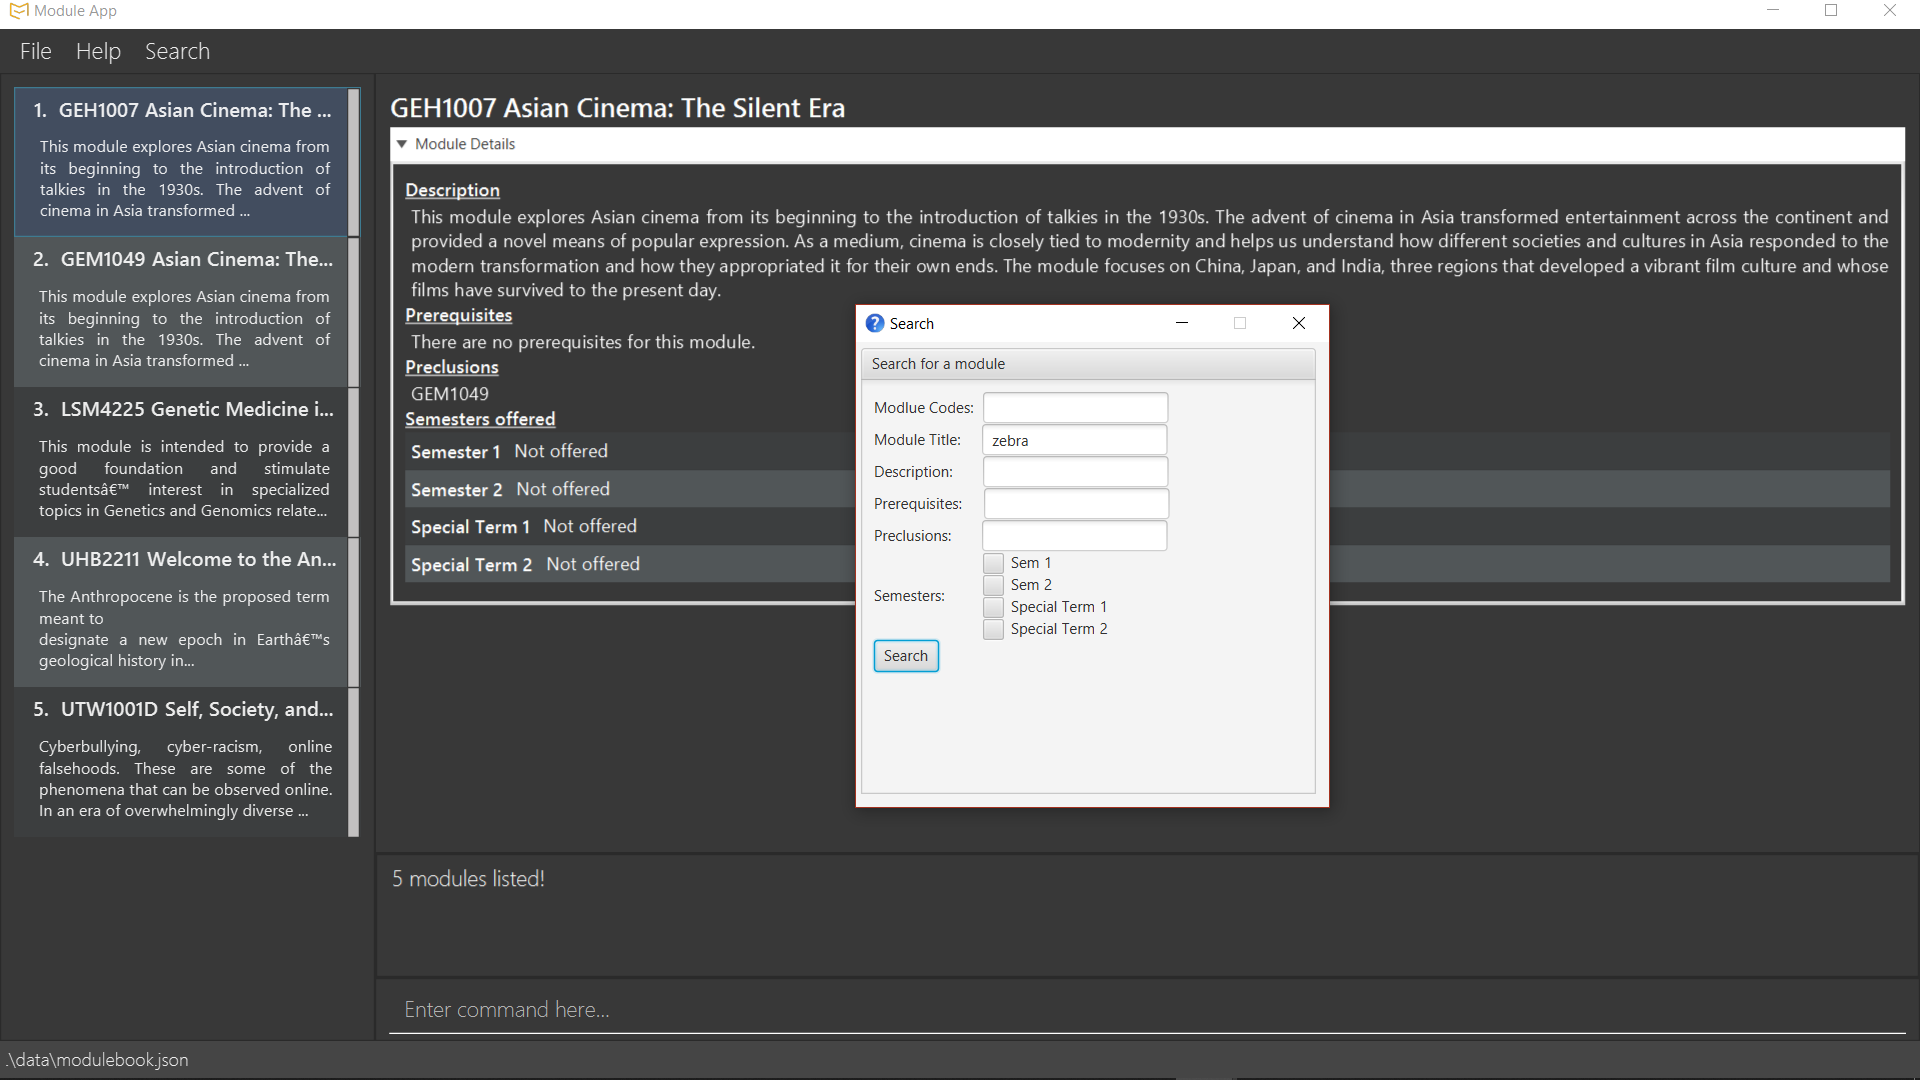 Module App
File Help Search
1. GEH1007 Asian Cinema: The ...
This module explores Asian cinema from
its beginning to the introduction of
talkies in the 1930s. The advent of
cinema in Asia transformed ...
2. GEM1049 Asian Cinema: The...
This module explores Asian cinema from
its beginning to the introduction of
talkies in the 1930s. The advent of
cinema in Asia transformed ...
3. LSM4225 Genetic Medicine i...
This module is intended to provide a
good foundation and stimulate
studentsâ€™ interest in specialized
topics in Genetics and Genomics relate...
4. UHB2211 Welcome to the An...
The Anthropocene is the proposed term
meant to
designate a new epoch in Earthâ€™s
geological history in...
5. UTW1001D Self, Society, and...
Cyberbullying, cyber-racism, online
falsehoods. These are some of the
phenomena that can be observed online.
In an era of overwhelmingly diverse ...
GEH1007 Asian Cinema: The Silent Era
Module Details
Description
This module explores Asian cinema from its beginning to the introduction of talkies in the 1930s. The advent of cinema in Asia transformed entertainment across the continent and
provided a novel means of popular expression. As a medium, cinema is closely tied to modernity and helps us understand how different societies and cultures in Asia responded to the
modern transformation and how they appropriated it for their own ends. The module focuses on China, Japan, and India, three regions that developed a vibrant film culture and whose
films have survived to the present day.
Prerequisites
There are no prerequisites for this module.
Preclusions
GEM1049
Semesters offered
Semester 1 Not offered
Semester 2 Not offered
Special Term 1 Not offered
Special Term 2 Not offered
? Search
Search for a module
Modlue Codes:
Module Title: zebra
Description:
Prerequisites:
Preclusions:
Semesters:
Sem 1
Sem 2
Special Term 1
Special Term 2
Search
5 modules listed!
Enter command here...
.\data\modulebook.json